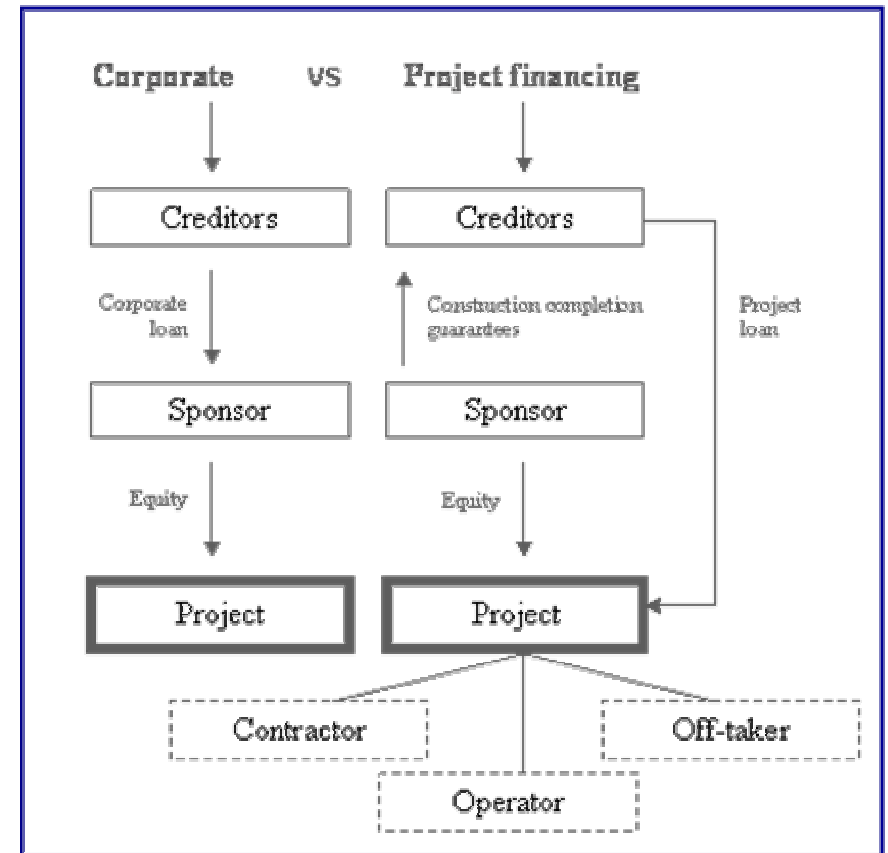 Corporate VS Project financing
Creditors Creditors
Corporate
loan
Construction completion
guarantees
Project
loan
Sponsor Sponsor
Equity Equity
Project Project
Contractor Off-taker
Operator